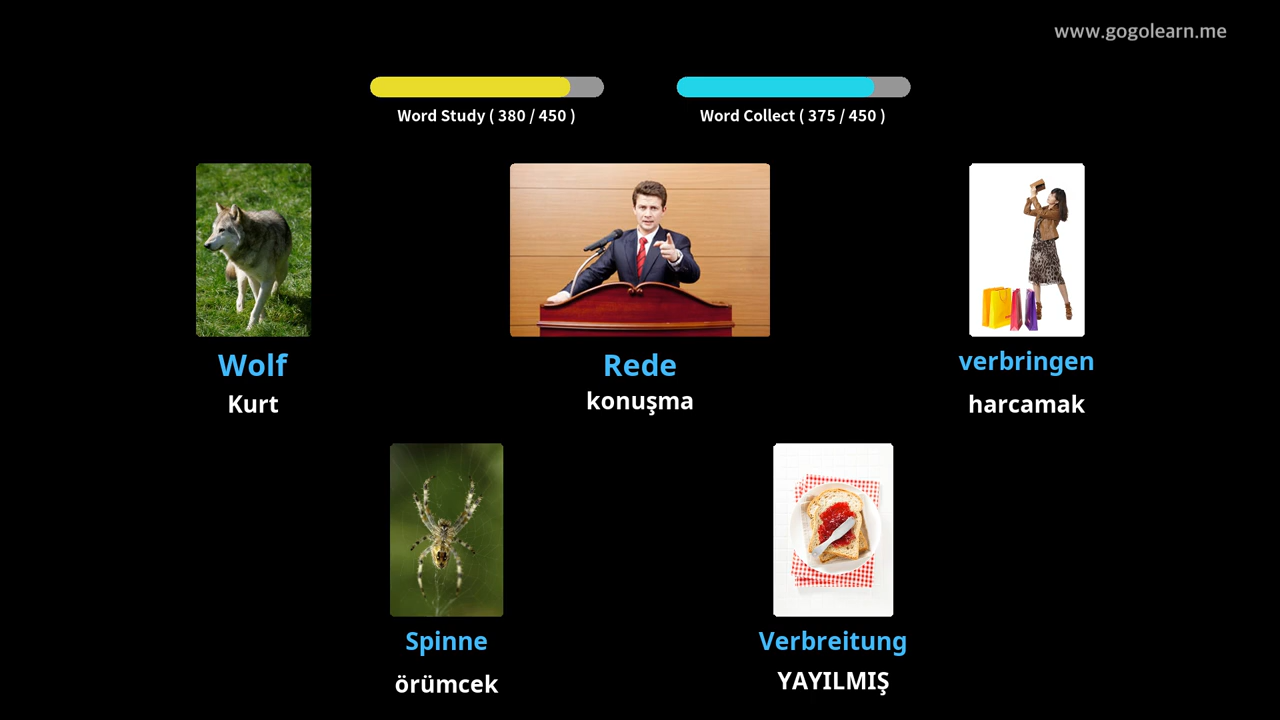 www.gogolearn.me
Word Study ( 380 / 450 )
Word Collect ( 375 / 450 )
Wolf
Kurt
Rede
konuşma
verbringen
harcamak
Spinne
örümcek
Verbreitung
YAYILMIŞ